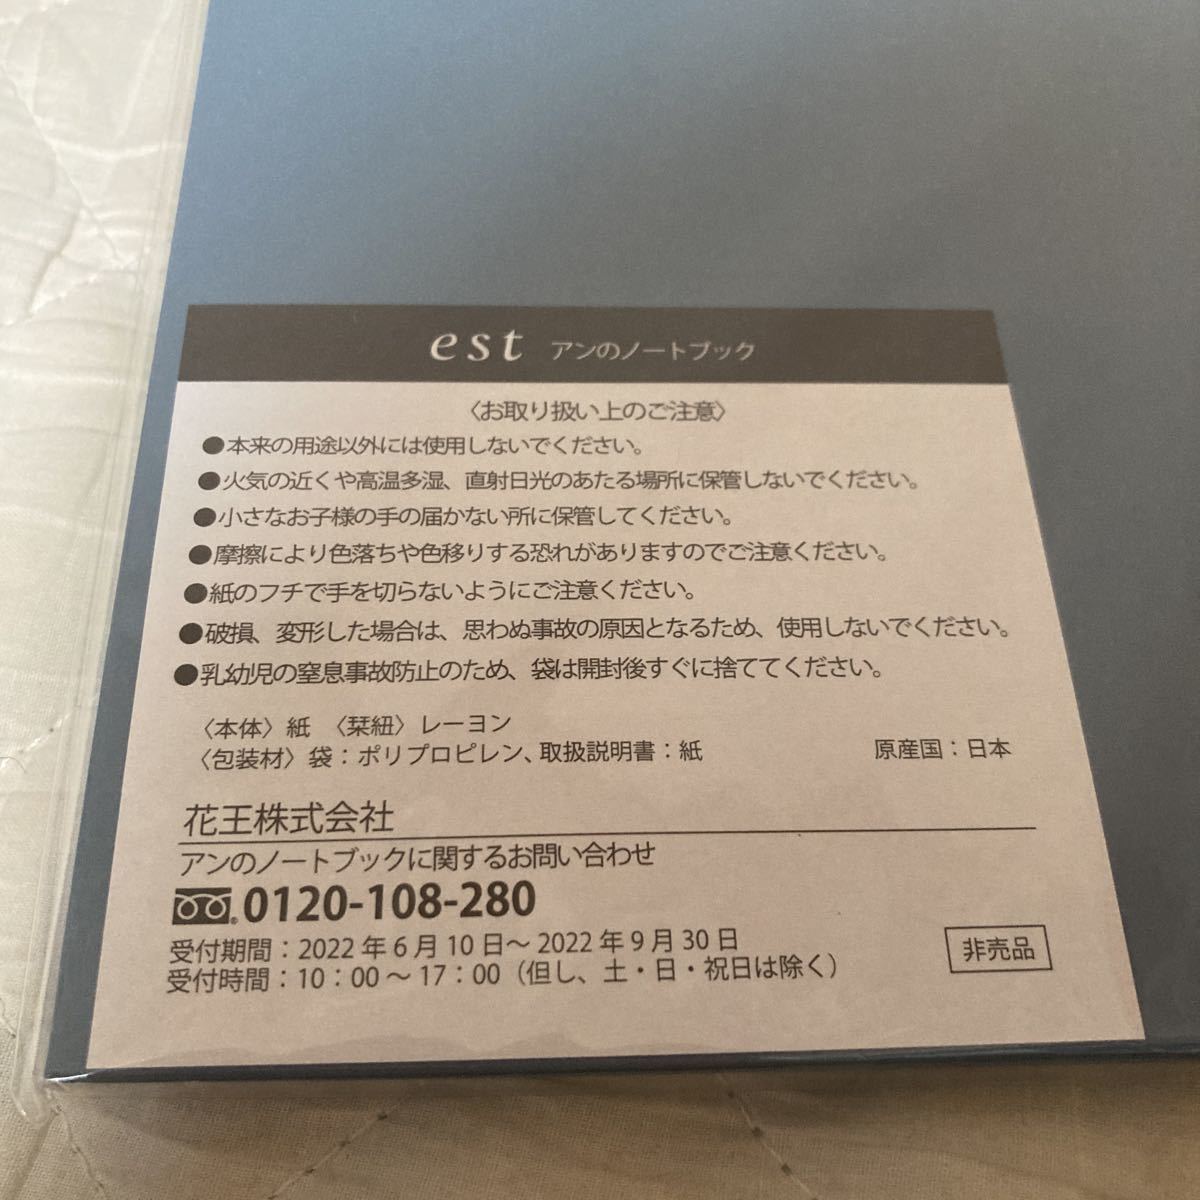 est アンのノートブック
〈お取り扱い上のご注意〉
●本来の用途以外には使用しないでください。
●火気の近くや高温多湿、直射日光のあたる場所に保管しないでください。
●小さなお子様の手の届かない所に保管してください。
●摩擦により色落ちや色移りする恐れがありますのでご注意ください。
●紙のフチで手を切らないようにご注意ください。
●破損、変形した場合は、思わぬ事故の原因となるため、使用しないでください。
●乳幼児の窒息事故防止のため、袋は開封後すぐに捨ててください。
〈本体〉紙 〈栞紐〉レーヨン
〈包装材〉袋：ポリプロピレン、取扱説明書：紙 原産国：日本
花王株式会社
アンのノートブックに関するお問い合わせ
0120-108-280
受付期間：2022年6月10日～2022年9月30日
受付時間：10：00～17：00（但し、土・日・祝日は除く）
非売品